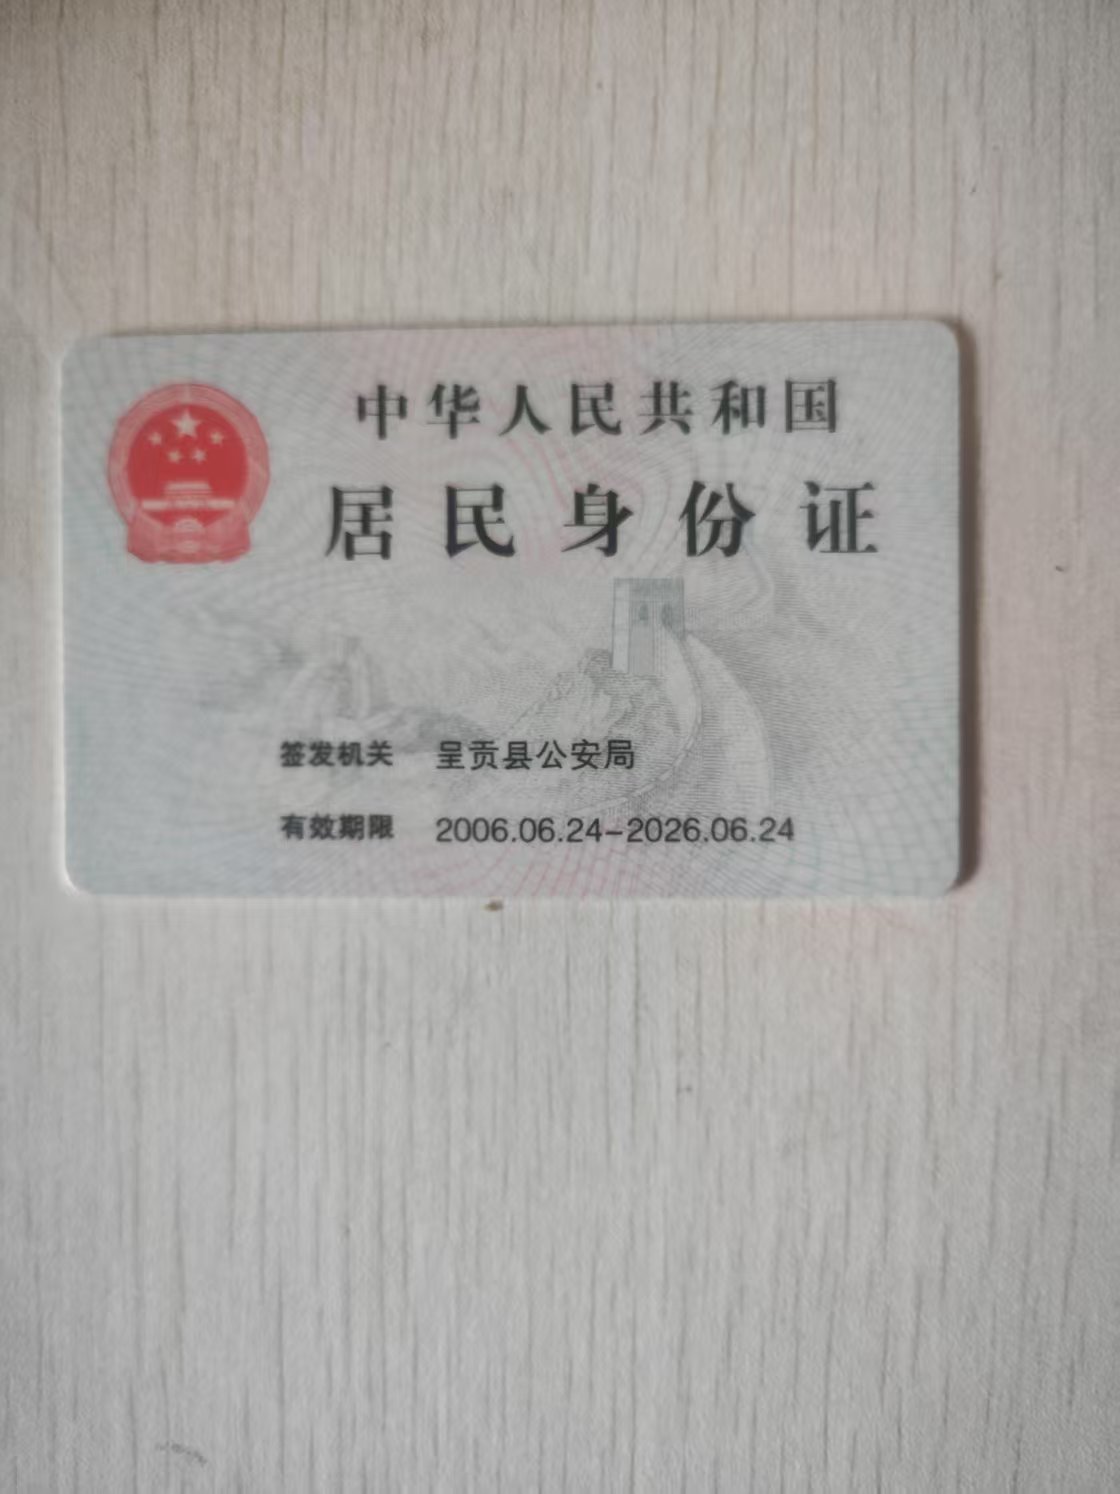 中华人民共和国
居民身份证
签发机关 呈贡县公安局
有效期限 2006.06.24-2026.06.24